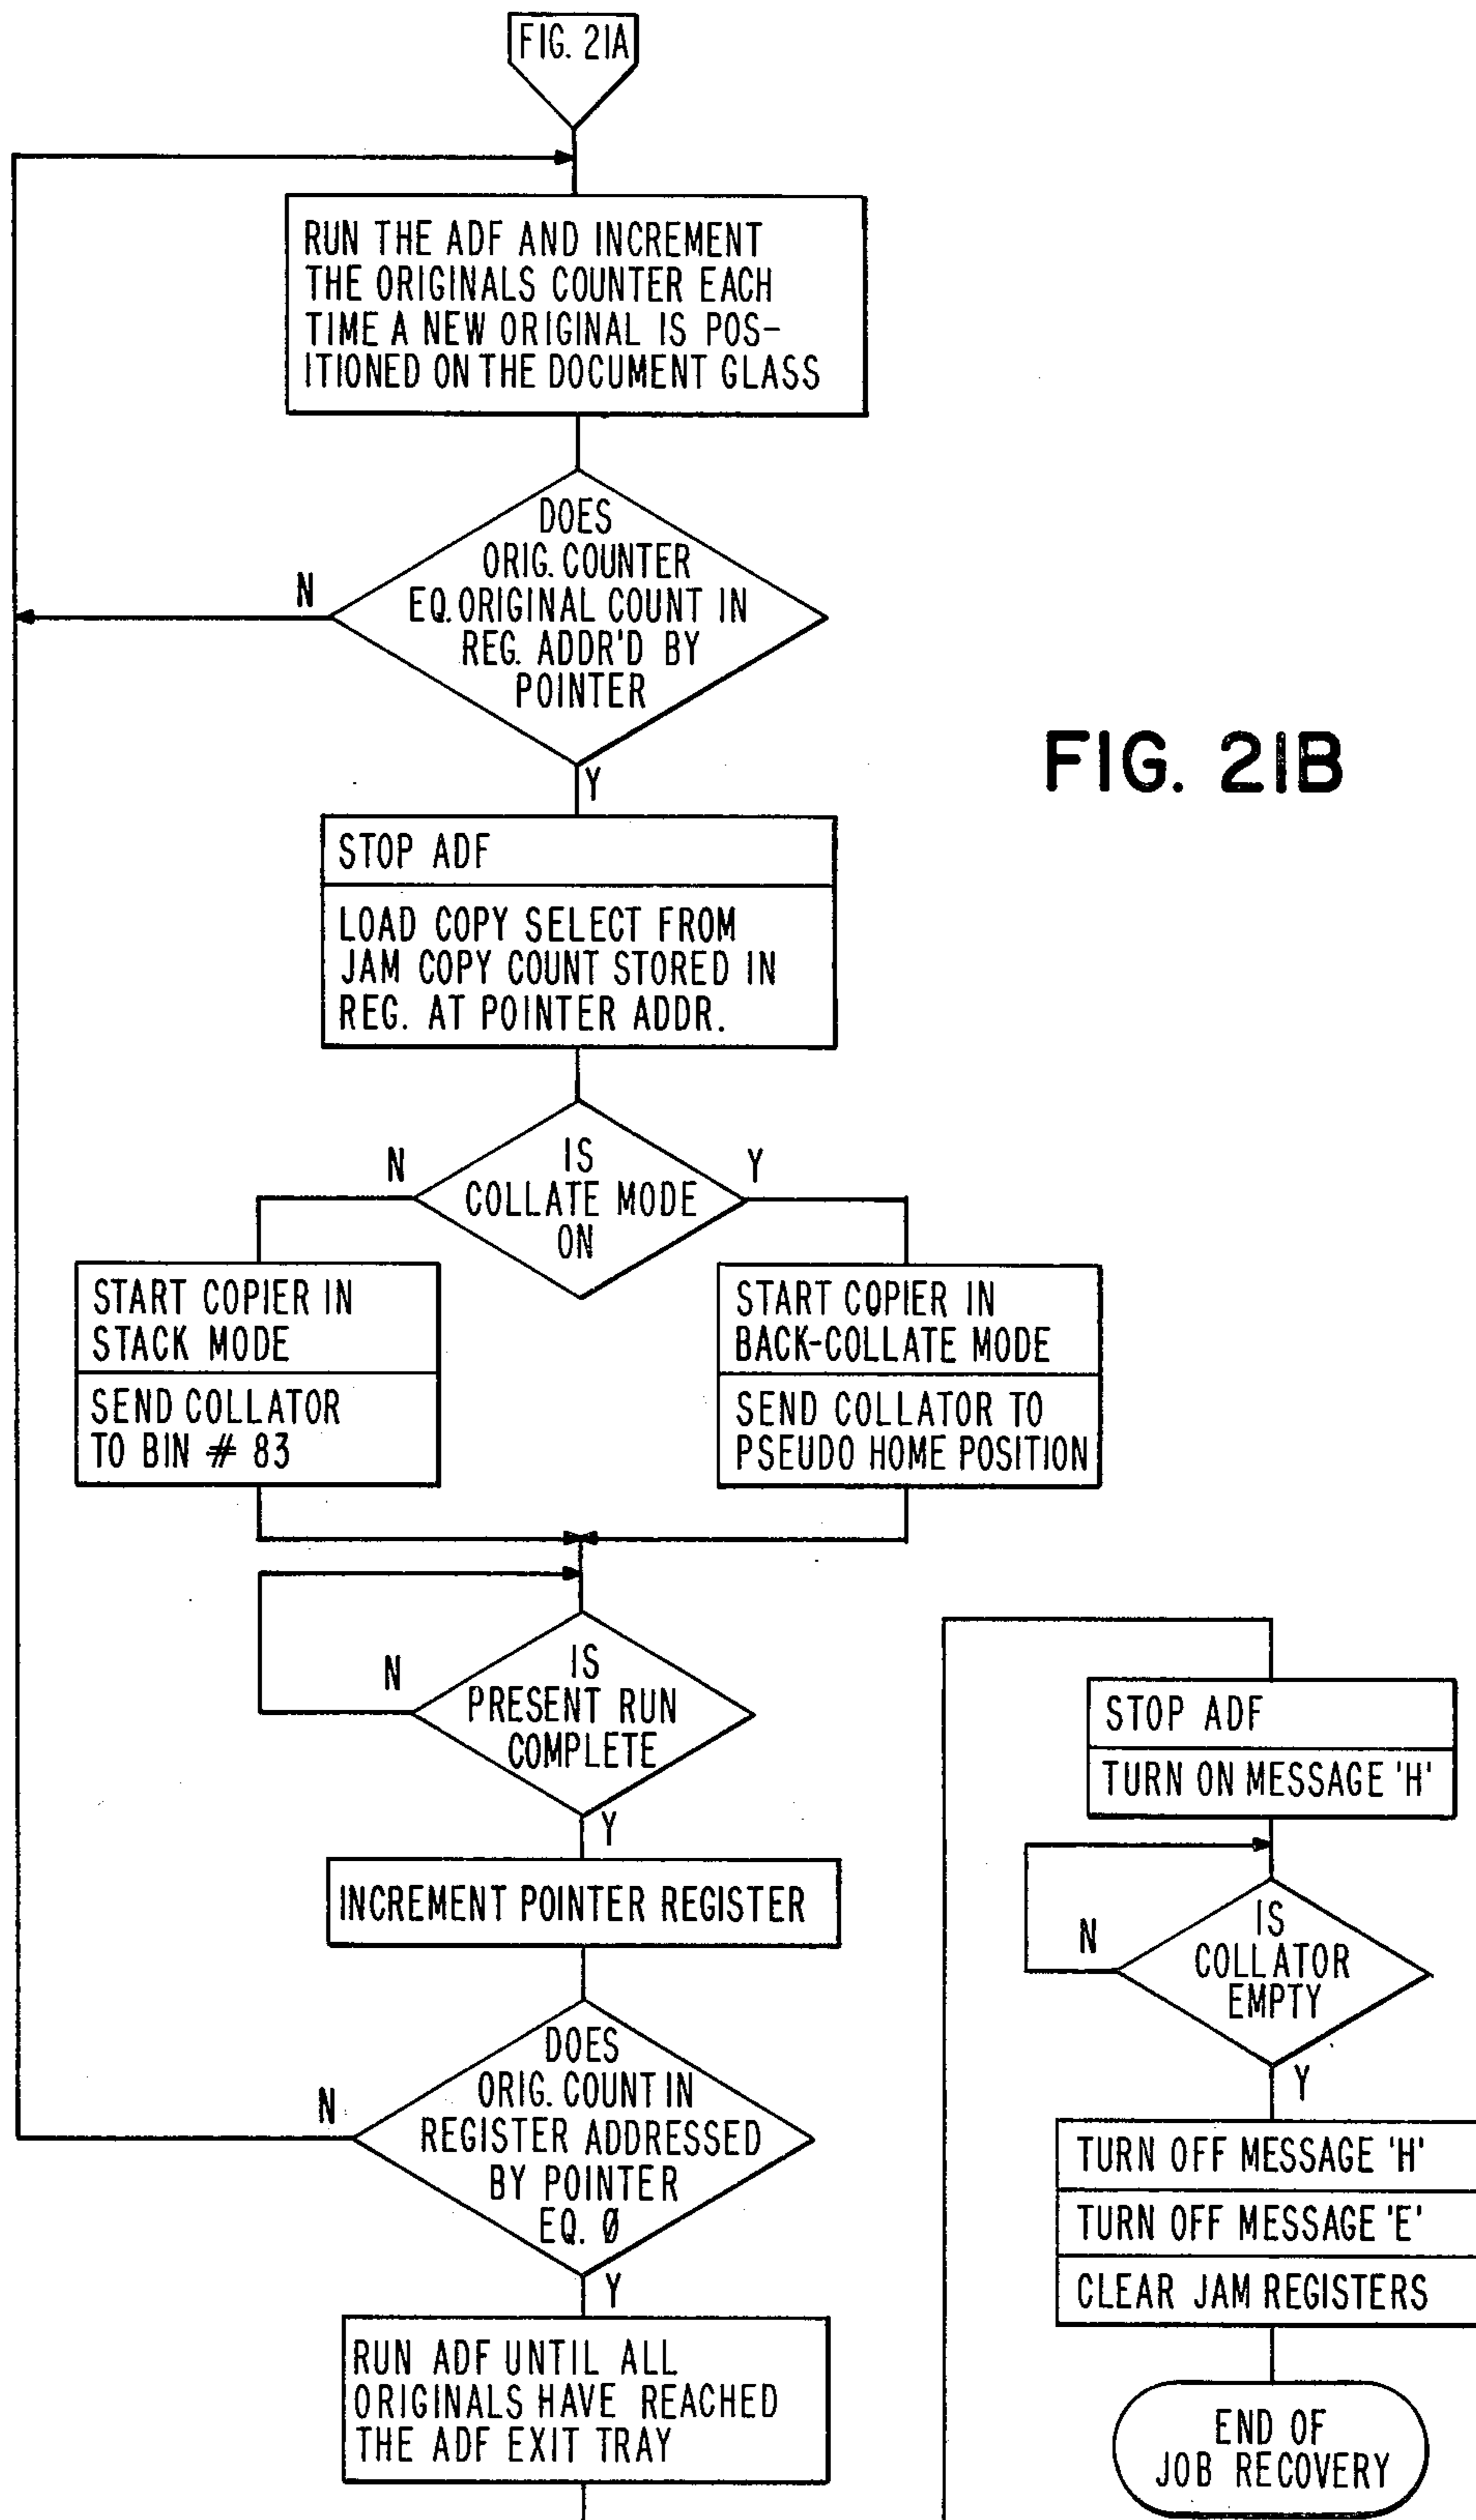 FIG. 21A
RUN THE ADF AND INCREMENT
THE ORIGINALS COUNTER EACH
TIME A NEW ORIGINAL IS POS-
ITIONED ON THE DOCUMENT GLASS
DOES
ORIG. COUNTER
EQ. ORIGINAL COUNT IN
REG. ADDR'D BY
POINTER
N
Y
FIG. 21B
STOP ADF
LOAD COPY SELECT FROM
JAM COPY COUNT STORED IN
REG. AT POINTER ADDR.
IS
COLLATE MODE
ON
N
Y
START COPIER IN
STACK MODE
SEND COLLATOR
TO BIN # 83
START COPIER IN
BACK-COLLATE MODE
SEND COLLATOR TO
PSEUDO HOME POSITION
IS
PRESENT RUN
COMPLETE
N
Y
INCREMENT POINTER REGISTER
DOES
ORIG. COUNT IN
REGISTER ADDRESSED
BY POINTER
EQ. Ø
N
Y
RUN ADF UNTIL ALL
ORIGINALS HAVE REACHED
THE ADF EXIT TRAY
STOP ADF
TURN ON MESSAGE 'H'
IS
COLLATOR
EMPTY
N
Y
TURN OFF MESSAGE 'H'
TURN OFF MESSAGE 'E'
CLEAR JAM REGISTERS
END OF
JOB RECOVERY